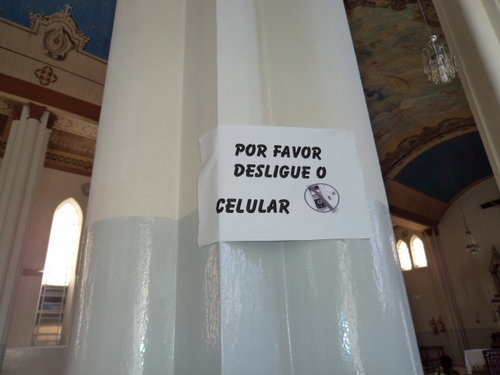 POR FAVOR
DESLIGUE O
CELULAR